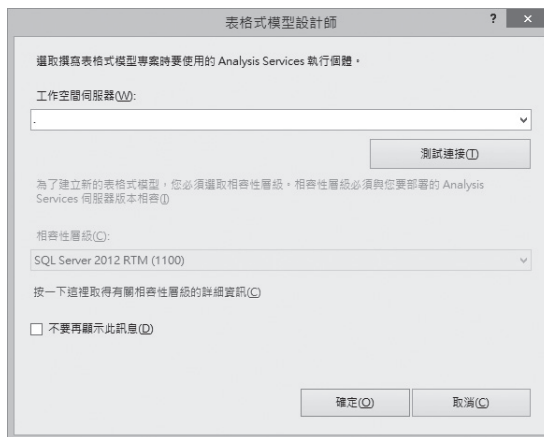 表格式模型設計師
? ×
選取撰寫表格式模型專案時要使用的 Analysis Services 執行個體。
工作空間伺服器(W):
.
測試連接(T)
為了建立新的表格式模型，您必須選取相容性層級，相容性層級必須與您要部署的 Analysis
Services 伺服器版本相容(I)
相容性層級(C):
SQL Server 2012 RTM (1100)
按一下這裡取得有關相容性層級的詳細資訊(C)
不要再顯示此訊息(D)
確定(O)
取消(C)